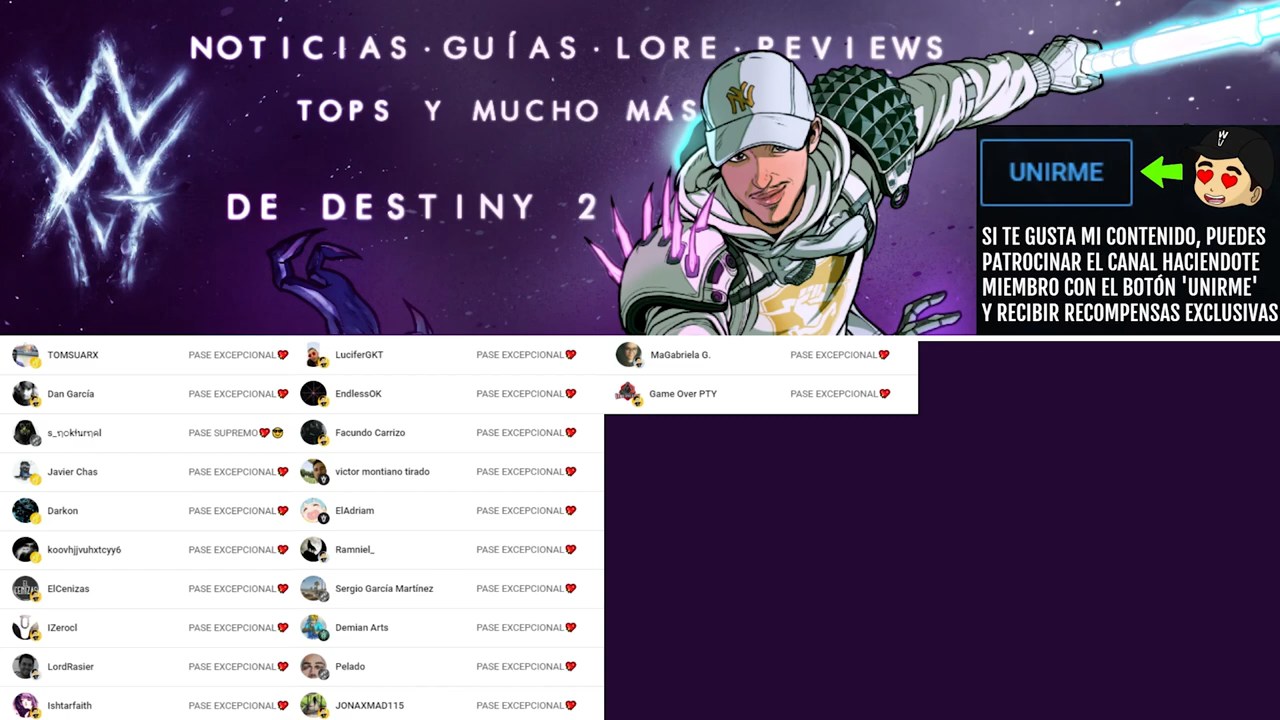 NOTICIAS · GUÍAS · LORE · REVIEWS
TOPS Y MUCHO MÁS
DE DESTINY 2
UNIRME
SI TE GUSTA MI CONTENIDO, PUEDES
PATROCINAR EL CANAL HACIENDOTE
MIEMBRO CON EL BOTÓN 'UNIRME'
Y RECIBIR RECOMPENSAS EXCLUSIVAS
TOMSUARX PASE EXCEPCIONAL
Dan García PASE EXCEPCIONAL
s_ηοkтυrηαl PASE SUPREMO
Javier Chas PASE EXCEPCIONAL
Darkon PASE EXCEPCIONAL
koovhjjvuhxtcyy6 PASE EXCEPCIONAL
ElCenizas PASE EXCEPCIONAL
IZerocl PASE EXCEPCIONAL
LordRasier PASE EXCEPCIONAL
Ishtarfaith PASE EXCEPCIONAL
LuciferGKT PASE EXCEPCIONAL
EndlessOK PASE EXCEPCIONAL
Facundo Carrizo PASE EXCEPCIONAL
victor montiano tirado PASE EXCEPCIONAL
ElAdriam PASE EXCEPCIONAL
Ramniel_ PASE EXCEPCIONAL
Sergio García Martínez PASE EXCEPCIONAL
Demian Arts PASE EXCEPCIONAL
Pelado PASE EXCEPCIONAL
JONAXMAD115 PASE EXCEPCIONAL
MaGabriela G. PASE EXCEPCIONAL
Game Over PTY PASE EXCEPCIONAL